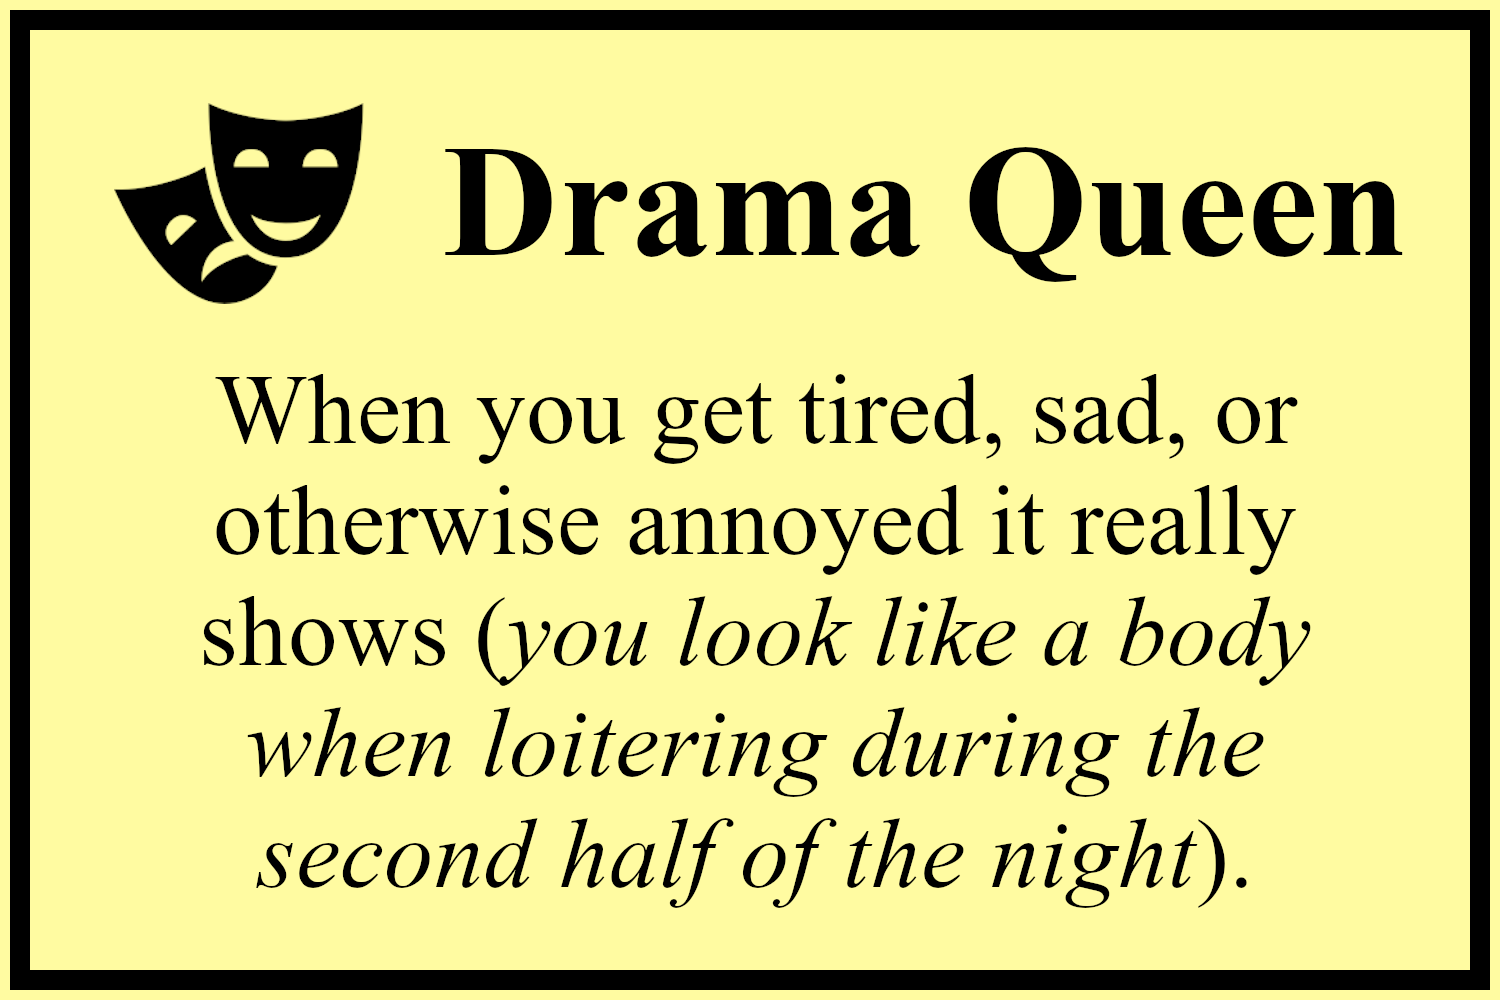 Drama Queen
When you get tired, sad, or
otherwise annoyed it really
shows (you look like a body
when loitering during the
second half of the night).